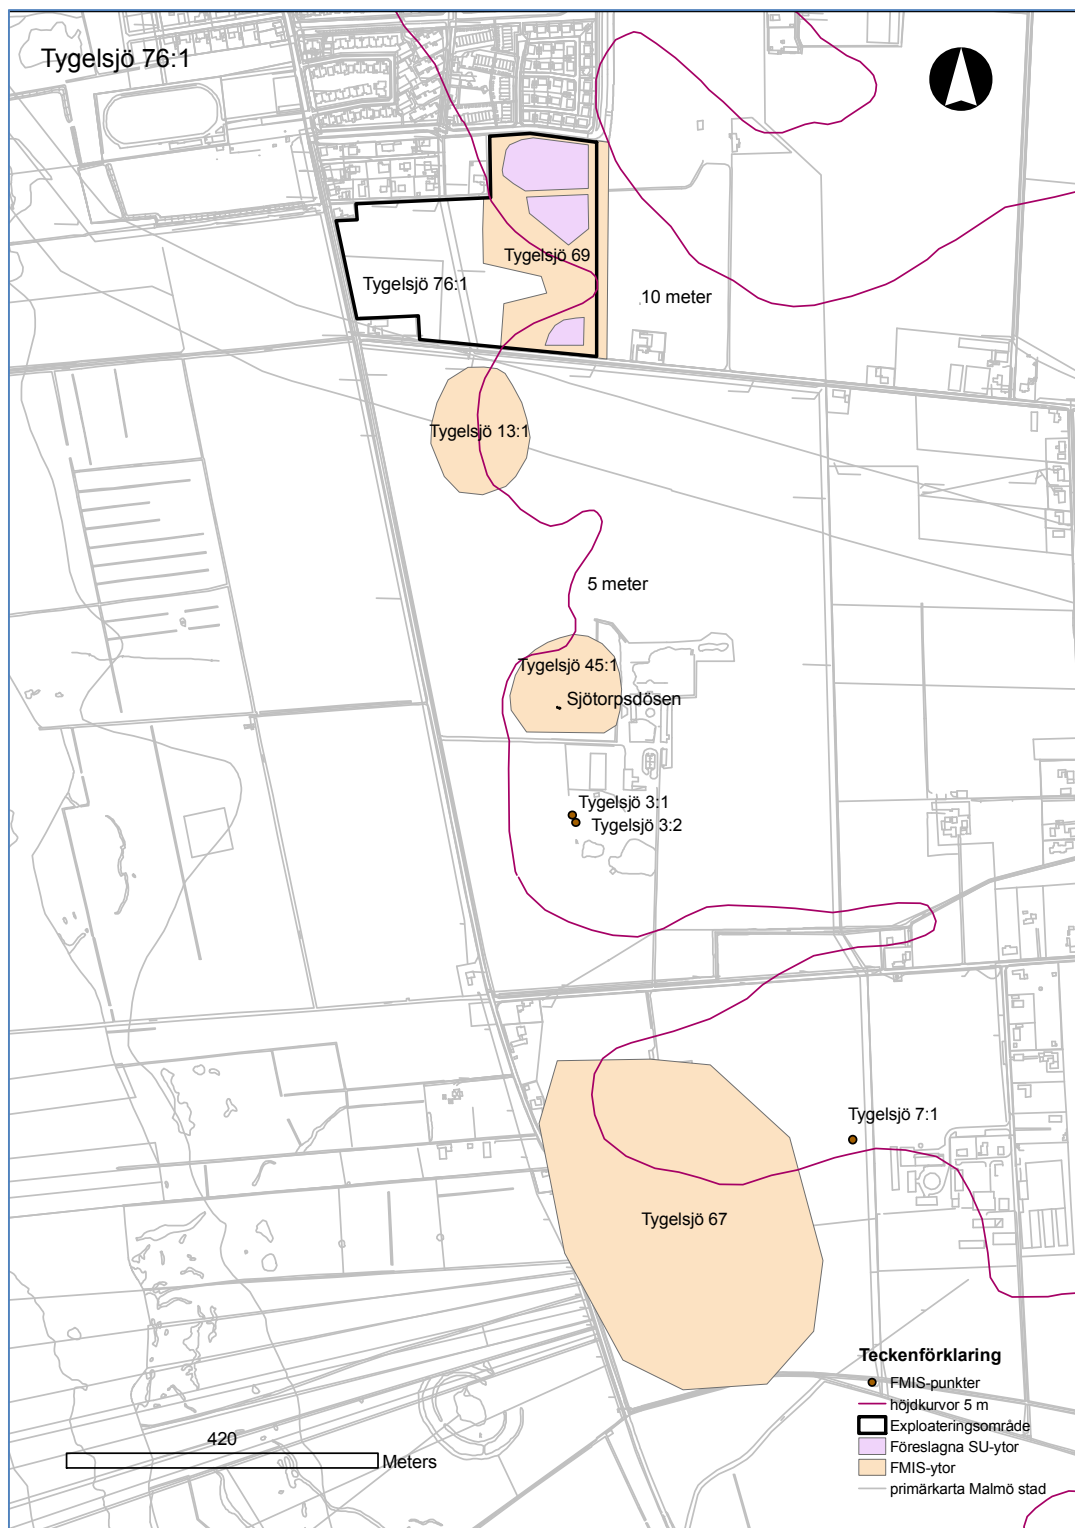 Tygelsjö 76:1
Tygelsjö 69
Tygelsjö 76:1
10 meter
Tygelsjö 13:1
5 meter
Tygelsjö 45:1
Sjötorpsdösen
Tygelsjö 3:1
Tygelsjö 3:2
Tygelsjö 7:1
Tygelsjö 67
Teckenförklaring
FMIS-punkter
höjdkurvor 5 m
Exploateringsområde
Föreslagna SU-ytor
FMIS-ytor
primärkarta Malmö stad
420
Meters